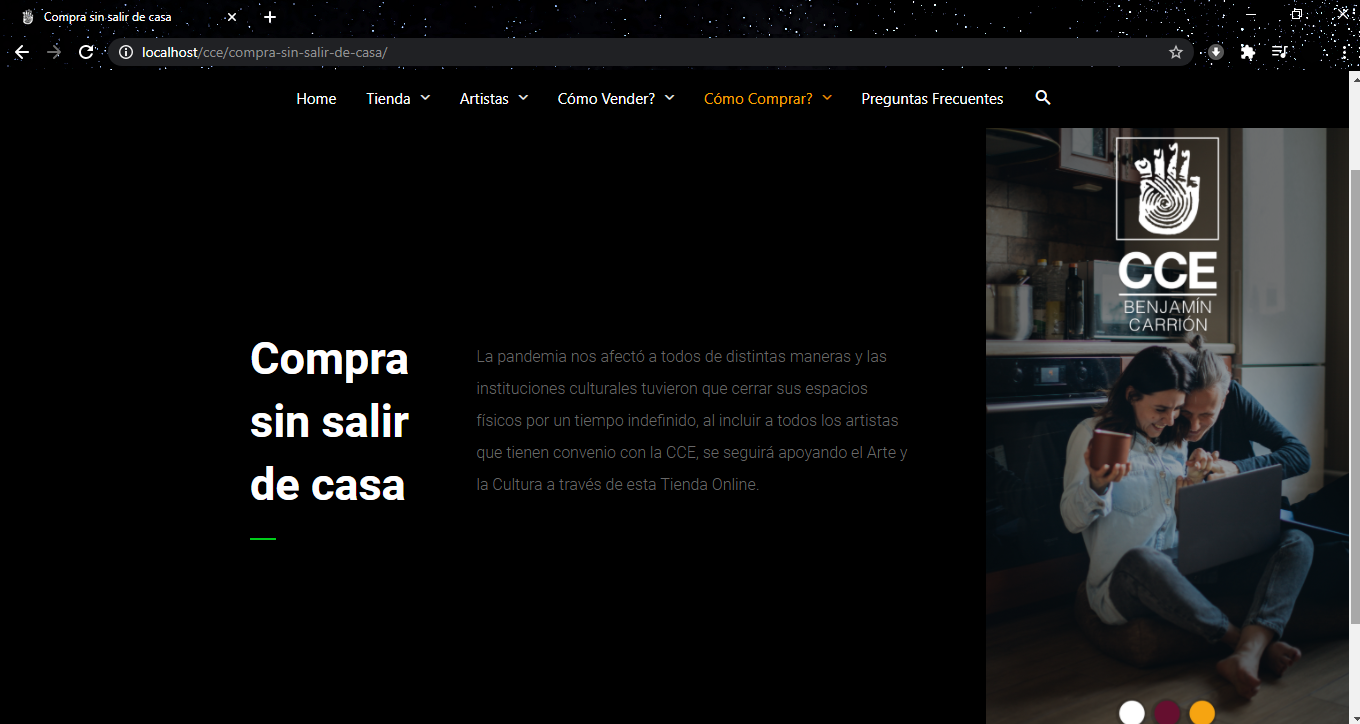 Compra sin salir de casa
localhost/cce/compra-sin-salir-de-casa/
Home Tienda Artistas Cómo Vender? Cómo Comprar? Preguntas Frecuentes
CCE
BENJAMÍN
CARRIÓN
Compra
sin salir
de casa
La pandemia nos afectó a todos de distintas maneras y las
instituciones culturales tuvieron que cerrar sus espacios
físicos por un tiempo indefinido, al incluir a todos los artistas
que tienen convenio con la CCE, se seguirá apoyando el Arte y
la Cultura a través de esta Tienda Online.